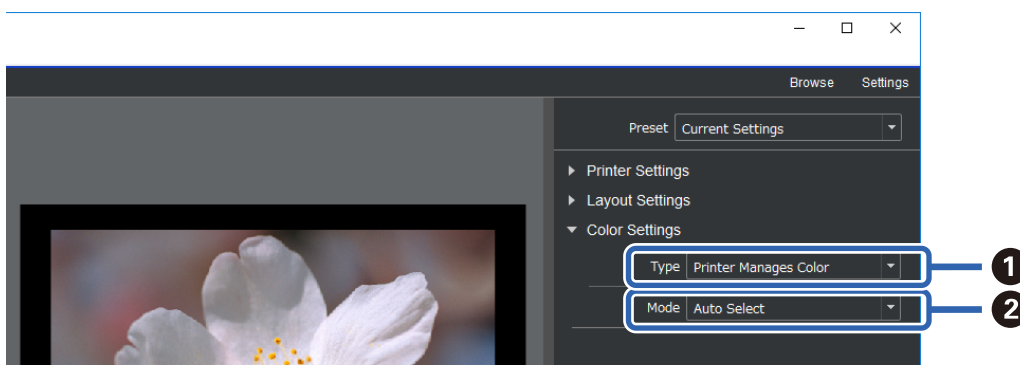 Browse Settings
Preset Current Settings
Printer Settings
Layout Settings
Color Settings
Type Printer Manages Color 1
Mode Auto Select 2